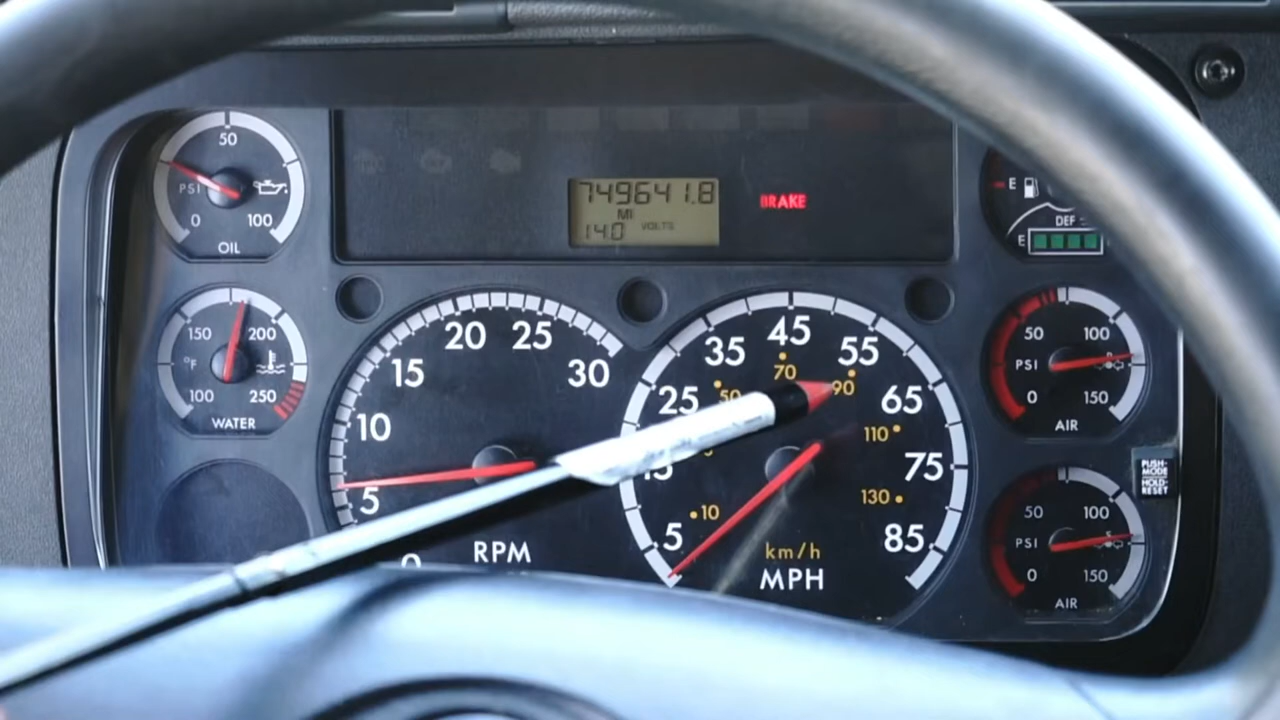 50
PSI
0
100
OIL
749641.8
MI
14.0 VOLTS
BRAKE
E
DEF
E
150
200
°F
100
250
WATER
5
10
15
20
25
30
RPM
5
25
35
45
55
65
75
85
10
50
70
90
110
130
km/h
MPH
50
100
PSI
0
150
AIR
PUSH-
MODE
HOLD-
RESET
50
100
PSI
0
150
AIR